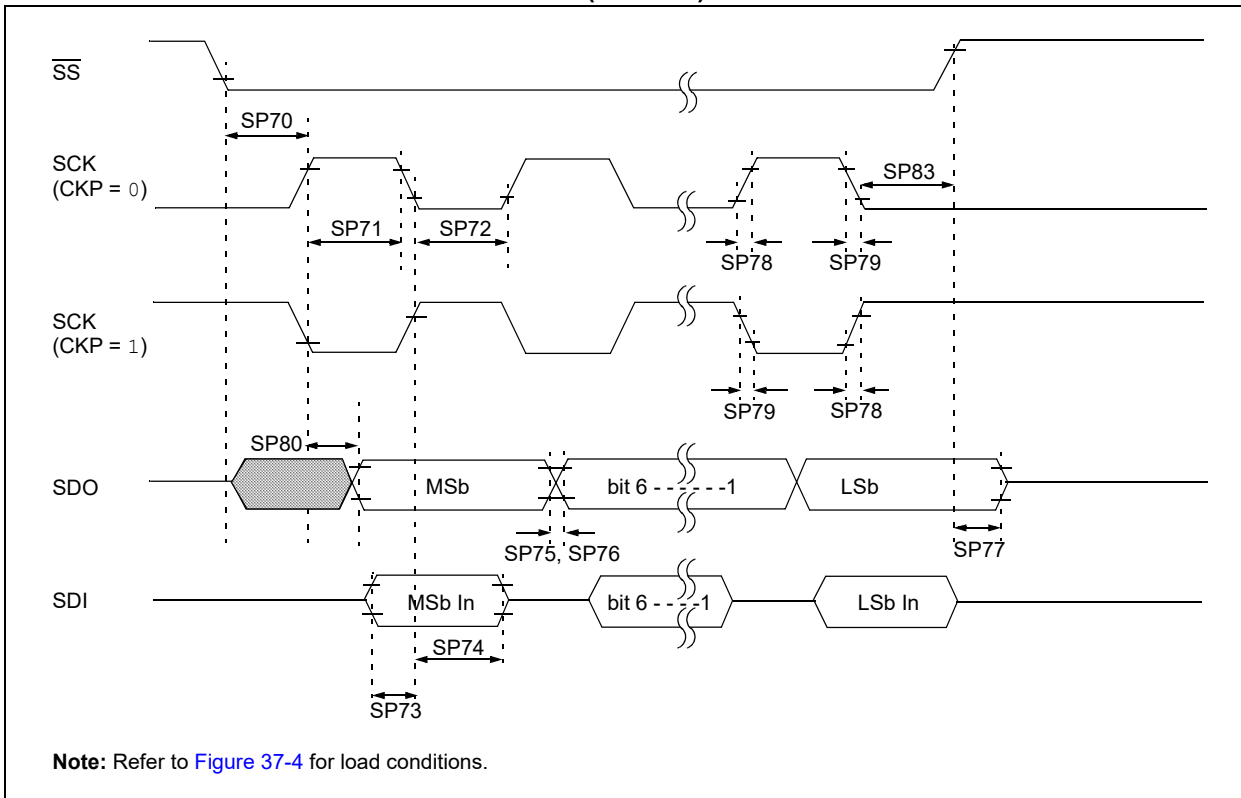 SS
SP70
SCK
(CKP = 0)
SP83
SP71
SP72
SP78
SP79
SCK
(CKP = 1)
SP79
SP78
SP80
SDO
MSb
bit 6 - - - - - -1
LSb
SP75, SP76
SP77
SDI
MSb In
bit 6 - - - -1
LSb In
SP74
SP73
Note: Refer to Figure 37-4 for load conditions.